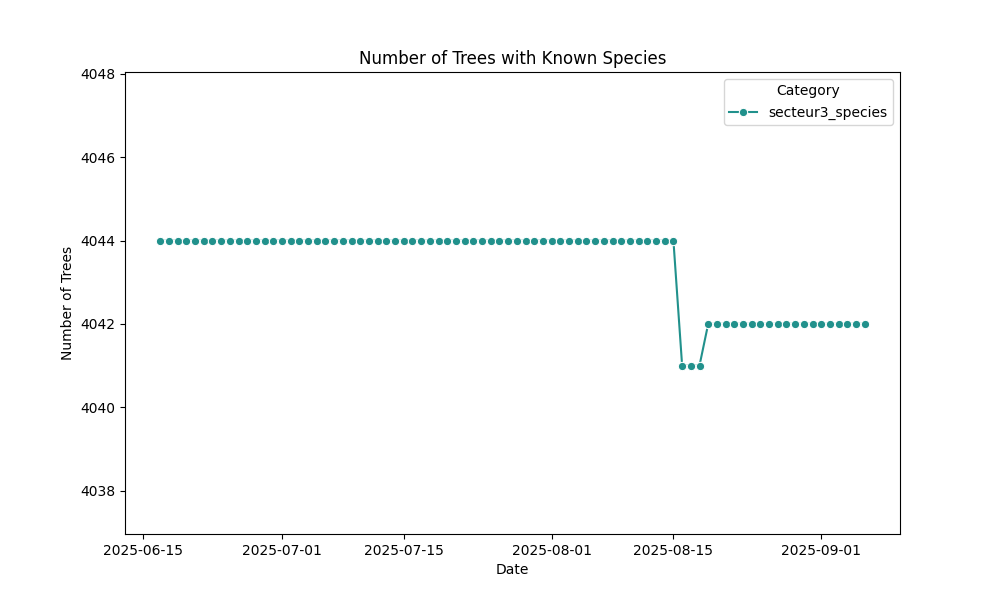 Number of Trees with Known Species
Category
secteur3_species
4048
4046
4044
4042
4040
4038
Number of Trees
2025-06-15
2025-07-01
2025-07-15
2025-08-01
2025-08-15
2025-09-01
Date